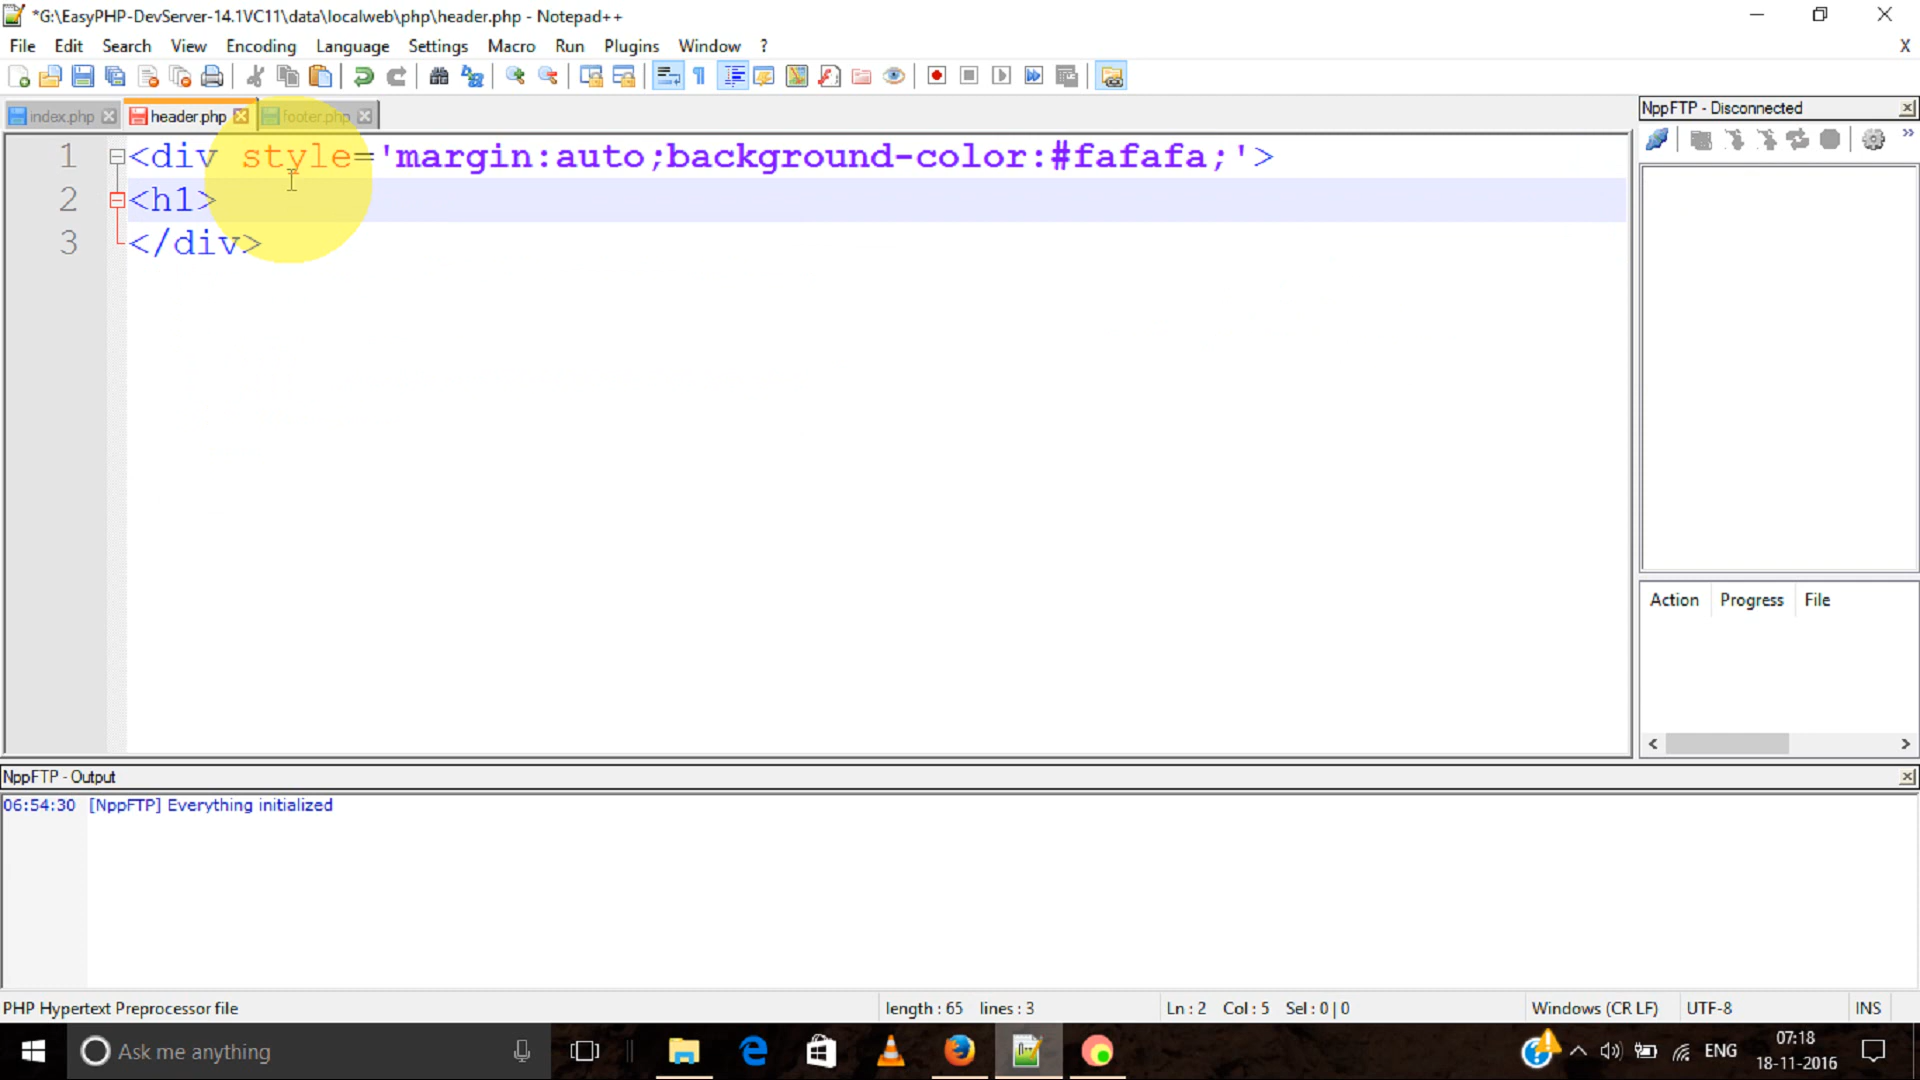 *G:\EasyPHP-DevServer-14.1VC11\data\localweb\php\header.php - Notepad++
File Edit Search View Encoding Language Settings Macro Run Plugins Window ? X
index.php header.php footer.php
NppFTP - Disconnected
1 <div style='margin:auto;background-color:#fafafa;'>
2 <h1>
3 </div>
Action Progress File
NppFTP - Output
06:54:30 [NppFTP] Everything initialized
PHP Hypertext Preprocessor file length : 65 lines : 3 Ln : 2 Col : 5 Sel : 0 | 0 Windows (CR LF) UTF-8 INS
Ask me anything
ENG
07:18
18-11-2016